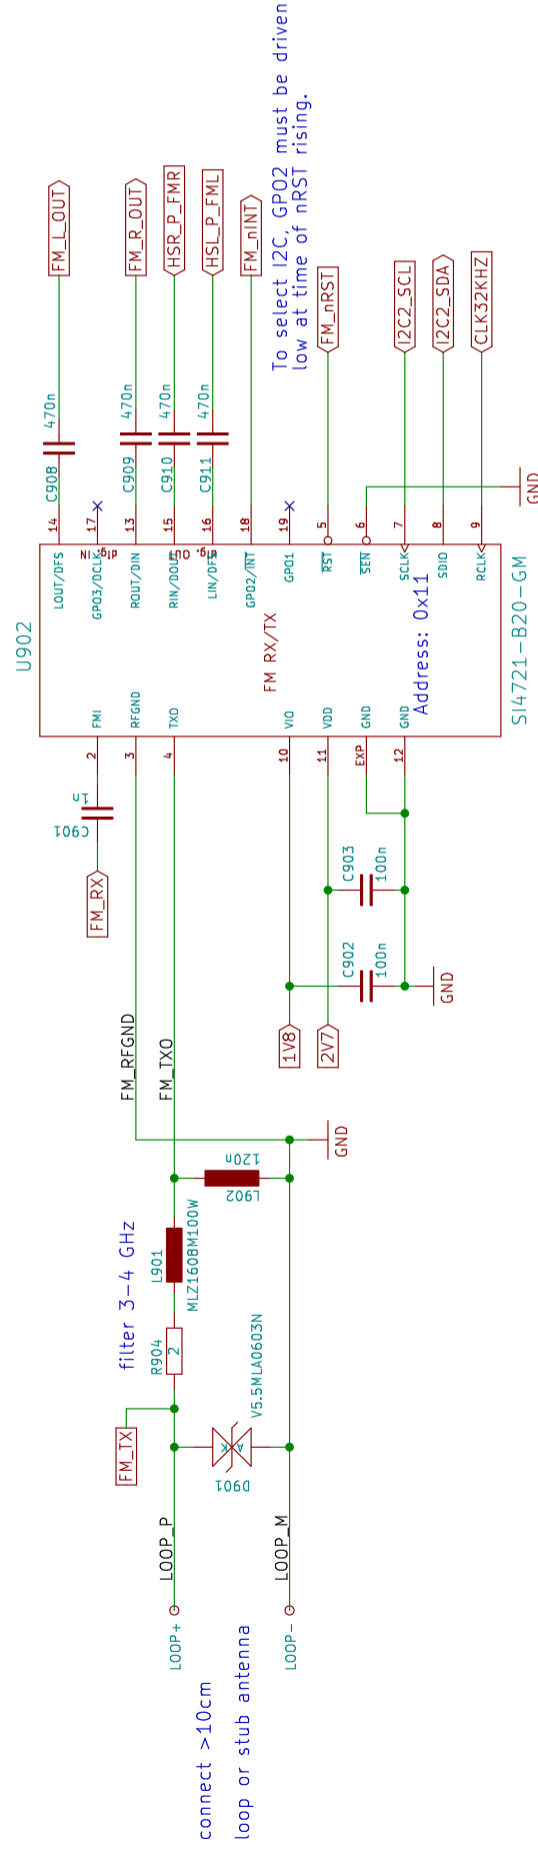 U902
FM RX/TX
Address: 0x11
SI4721-B20-GM
FMI
RFGND
TXO
VIO
VDD
GND
GND
2
3
4
10
11
EXP
12
LOUT/DFS
GPO3/DCLK
ROUT/DIN
RIN/DOUT
LIN/DFS
GPO2/INT
GPO1
RST
SEN
SCLK
SDIO
RCLK
dig. IN
dig. OUT
14
17
13
15
16
18
19
5
6
7
8
9
C908 470n
C909 470n
C910 470n
C911 470n
FM_L_OUT
FM_R_OUT
HSR_P_FMR
HSL_P_FML
FM_nINT
To select I2C, GPO2 must be driven
low at time of nRST rising.
FM_nRST
I2C2_SCL
I2C2_SDA
CLK32KHZ
GND
C901
1n
FM_RX
C903
100n
C902
100n
GND
1V8
2V7
FM_RFGND
FM_TXO
GND
L902
120n
filter 3-4 GHz
L901
MLZ1608M100W
R904
2
FM_TX
D901
K
A
V5.5MLA0603N
LOOP_P
LOOP_M
LOOP+
LOOP-
connect >10cm
loop or stub antenna